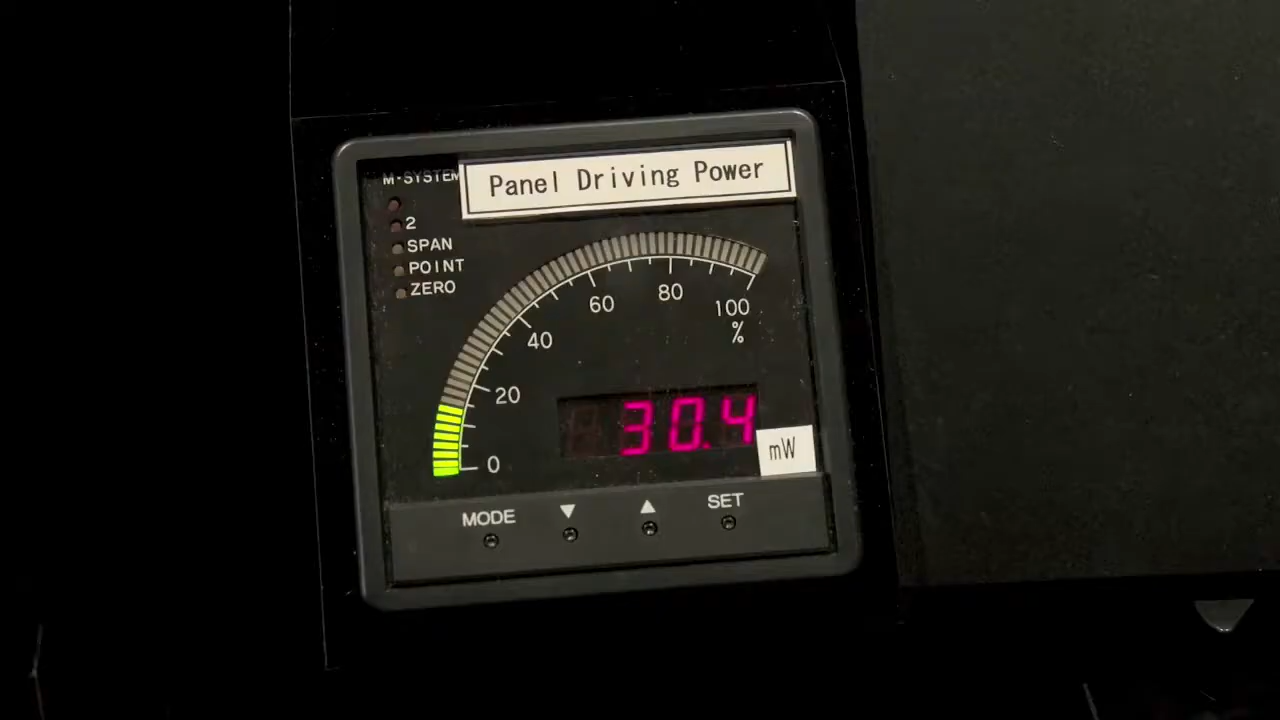 Panel Driving Power
M-SYSTEM
2
SPAN
POINT
ZERO
0
20
40
60
80
100
%
30.4
mW
MODE
▼
▲
SET